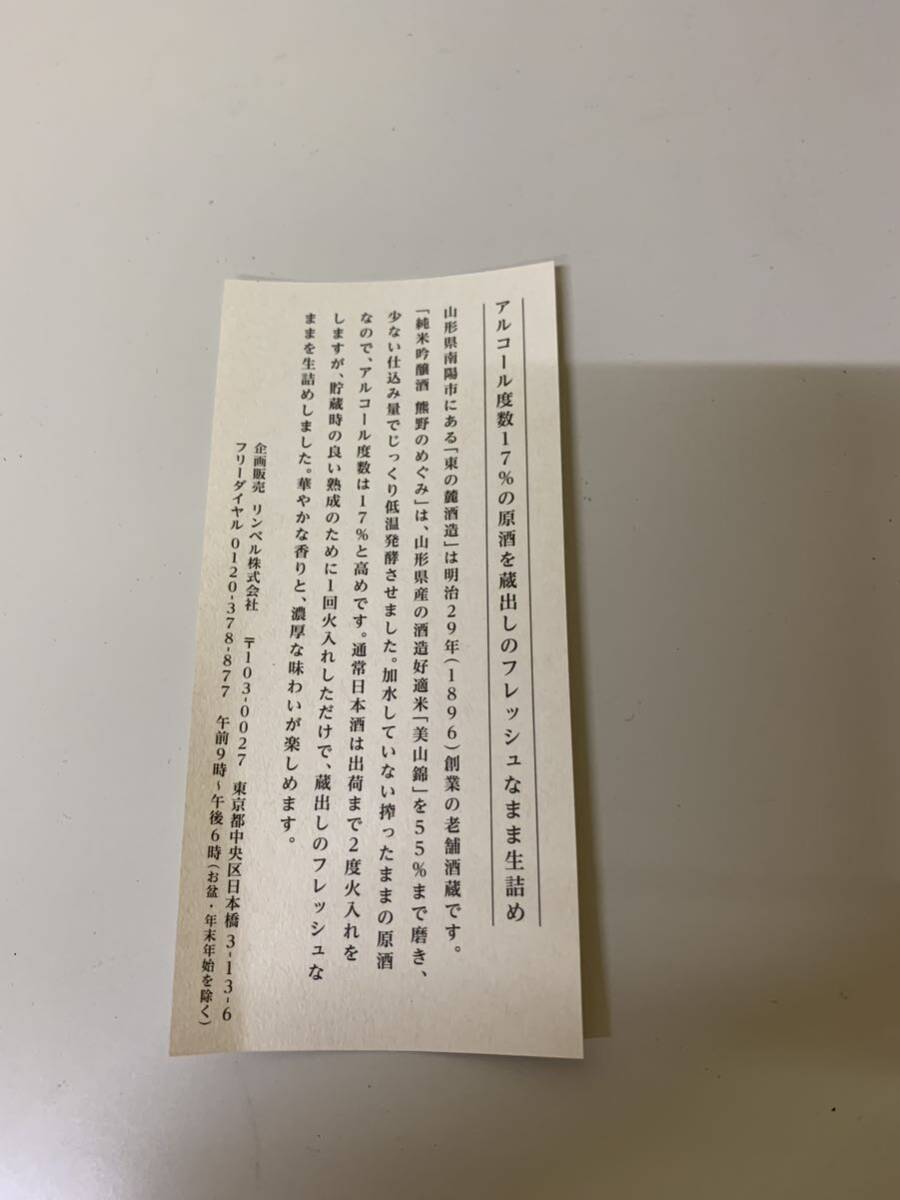 アルコール度数17%の原酒を蔵出しのフレッシュなまま生詰め
山形県南陽市にある「東の麓酒造」は明治29年(1896)創業の老舗酒蔵です。
「純米吟醸酒 熊野のめぐみ」は、山形県産の酒造好適米「美山錦」を55%まで磨き、
少ない仕込み量でじっくり低温発酵させました。加水していない搾ったままの原酒
なので、アルコール度数は17%と高めです。通常日本酒は出荷まで2度火入れを
しますが、貯蔵時の良い熟成のために1回火入れしただけで、蔵出しのフレッシュな
ままを生詰めしました。華やかな香りと、濃厚な味わいが楽しめます。
企画販売 リンベル株式会社 〒103-0027 東京都中央区日本橋3-13-6
フリーダイヤル 0120-378-877 午前9時~午後6時(お盆・年末年始を除く)